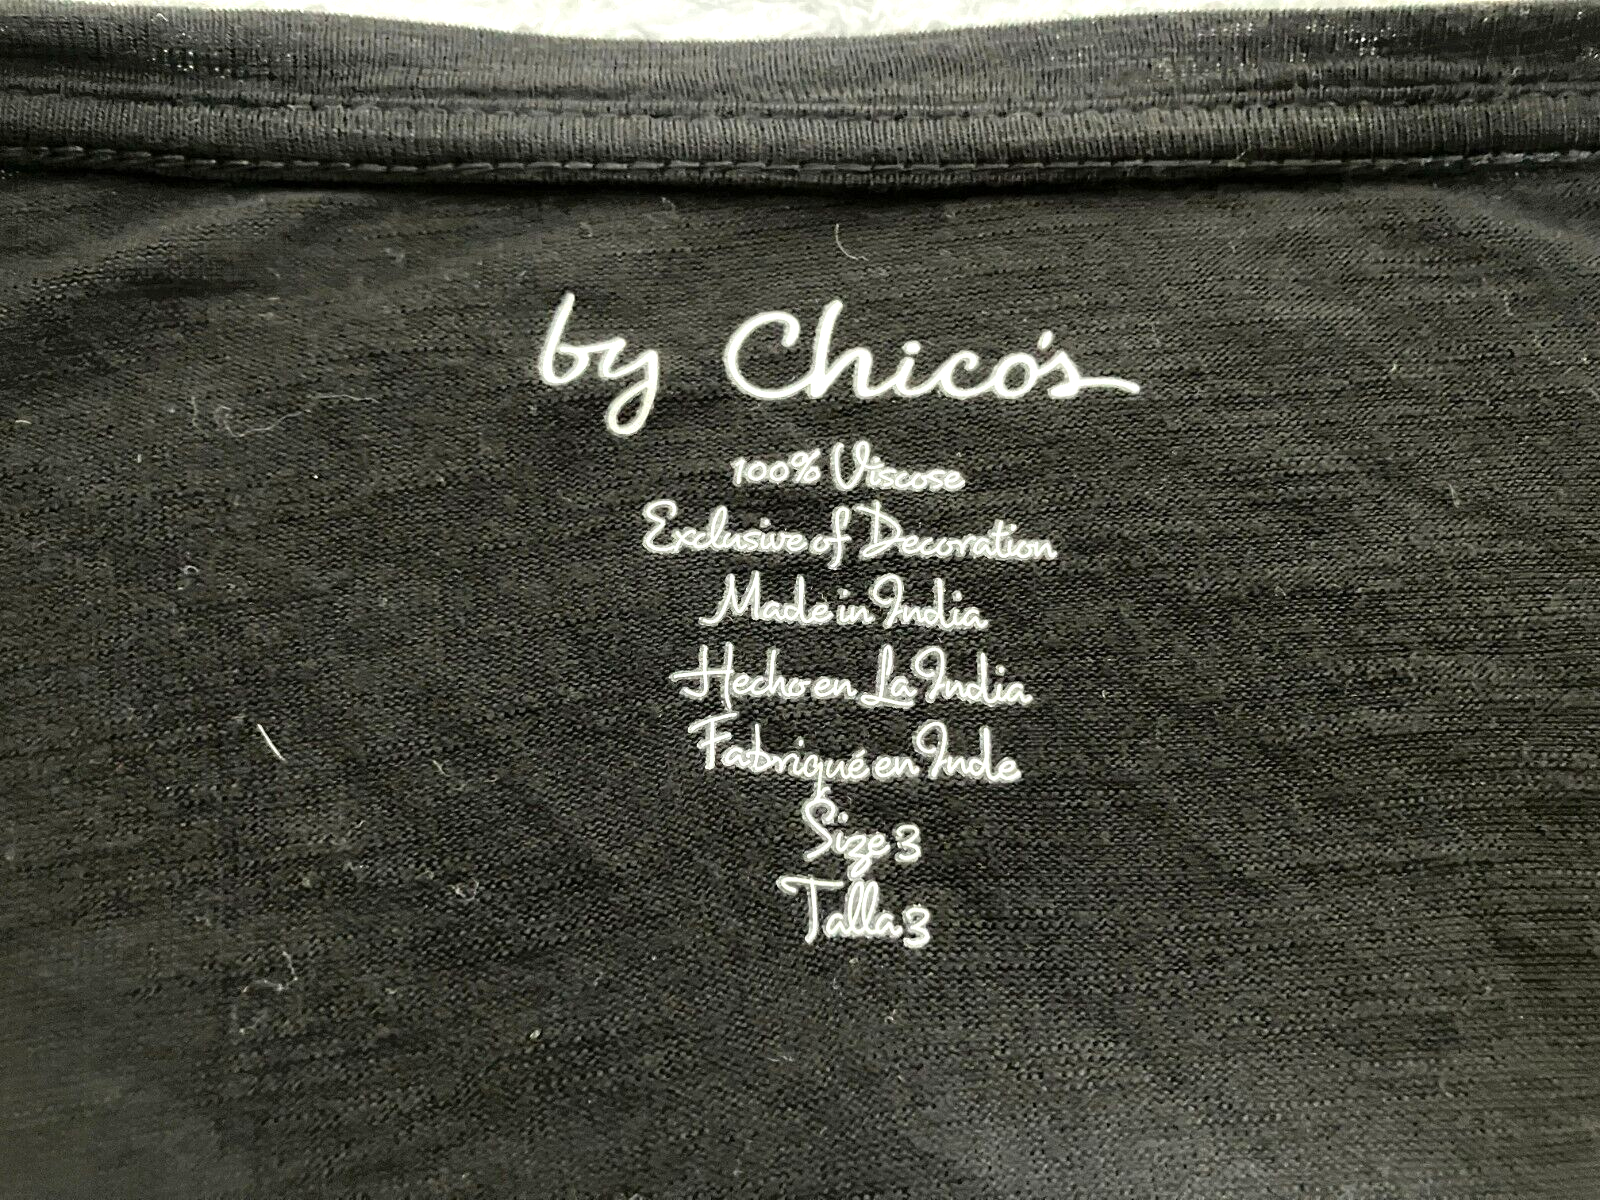 by Chico's
100% Viscose
Exclusive of Decoration
Made in India
Hecho en La India
Fabriqué en Inde
Size 3
Talla 3